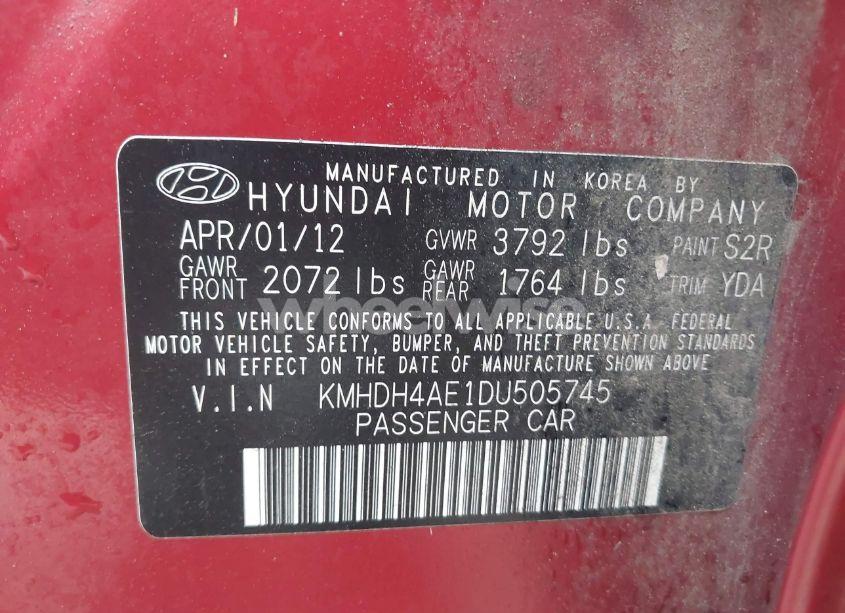 MANUFACTURED IN KOREA BY
HYUNDAI MOTOR COMPANY
APR/01/12 GVWR 3792 lbs PAINT S2R
GAWR FRONT 2072 lbs GAWR REAR 1764 lbs TRIM YDA
wheelwise
THIS VEHICLE CONFORMS TO ALL APPLICABLE U.S.A. FEDERAL
MOTOR VEHICLE SAFETY, BUMPER, AND THEFT PREVENTION STANDARDS
IN EFFECT ON THE DATE OF MANUFACTURE SHOWN ABOVE
V.I.N KMHDH4AE1DU505745
PASSENGER CAR